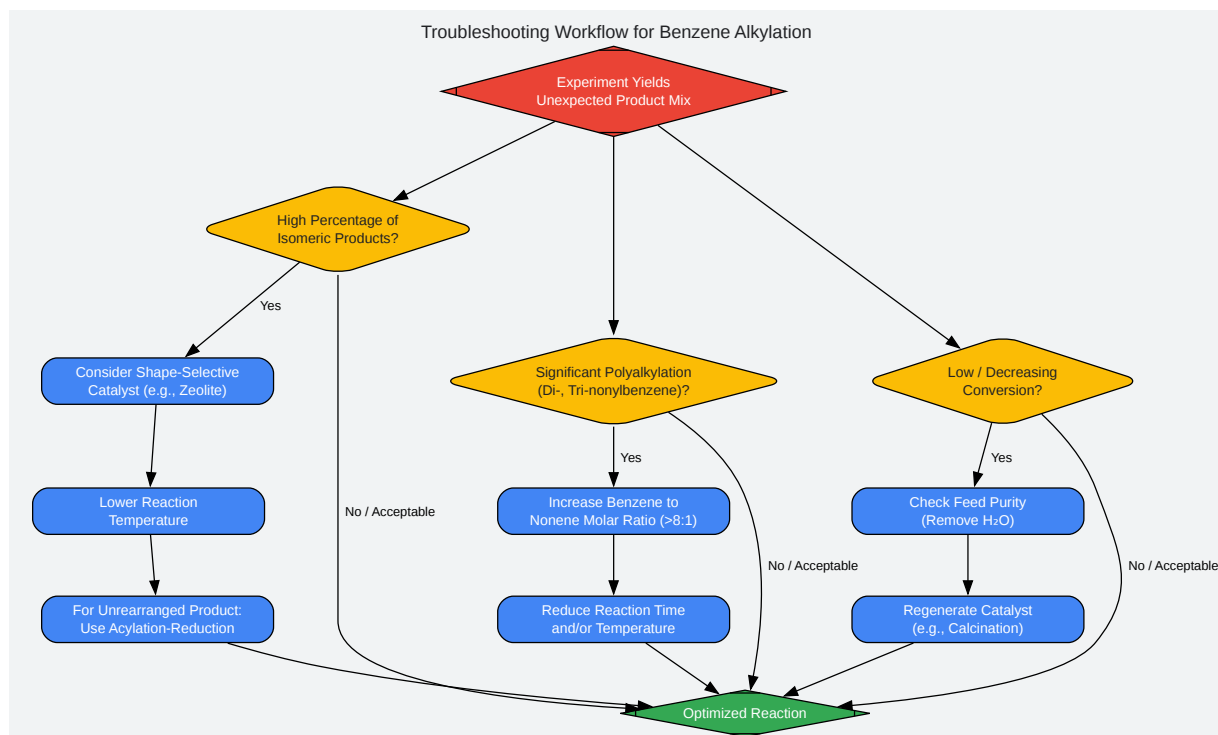 Troubleshooting Workflow for Benzene Alkylation
Experiment Yields
Unexpected Product Mix
High Percentage of
Isomeric Products?
Yes
Consider Shape-Selective
Catalyst (e.g., Zeolite)
Significant Polyalkylation
(Di-, Tri-nonylbenzene)?
Low / Decreasing
Conversion?
Yes
Yes
Lower Reaction
Temperature
No / Acceptable
Increase Benzene to
Nonene Molar Ratio (>8:1)
Check Feed Purity
(Remove H₂O)
No / Acceptable
No / Acceptable
For Unrearranged Product:
Use Acylation-Reduction
Reduce Reaction Time
and/or Temperature
Regenerate Catalyst
(e.g., Calcination)
Optimized Reaction